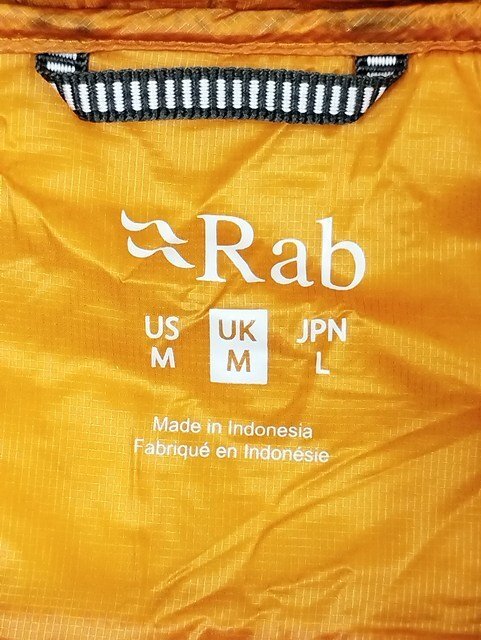 Rab
US UK JPN
M M L
Made in Indonesia
Fabriqué en Indonésie